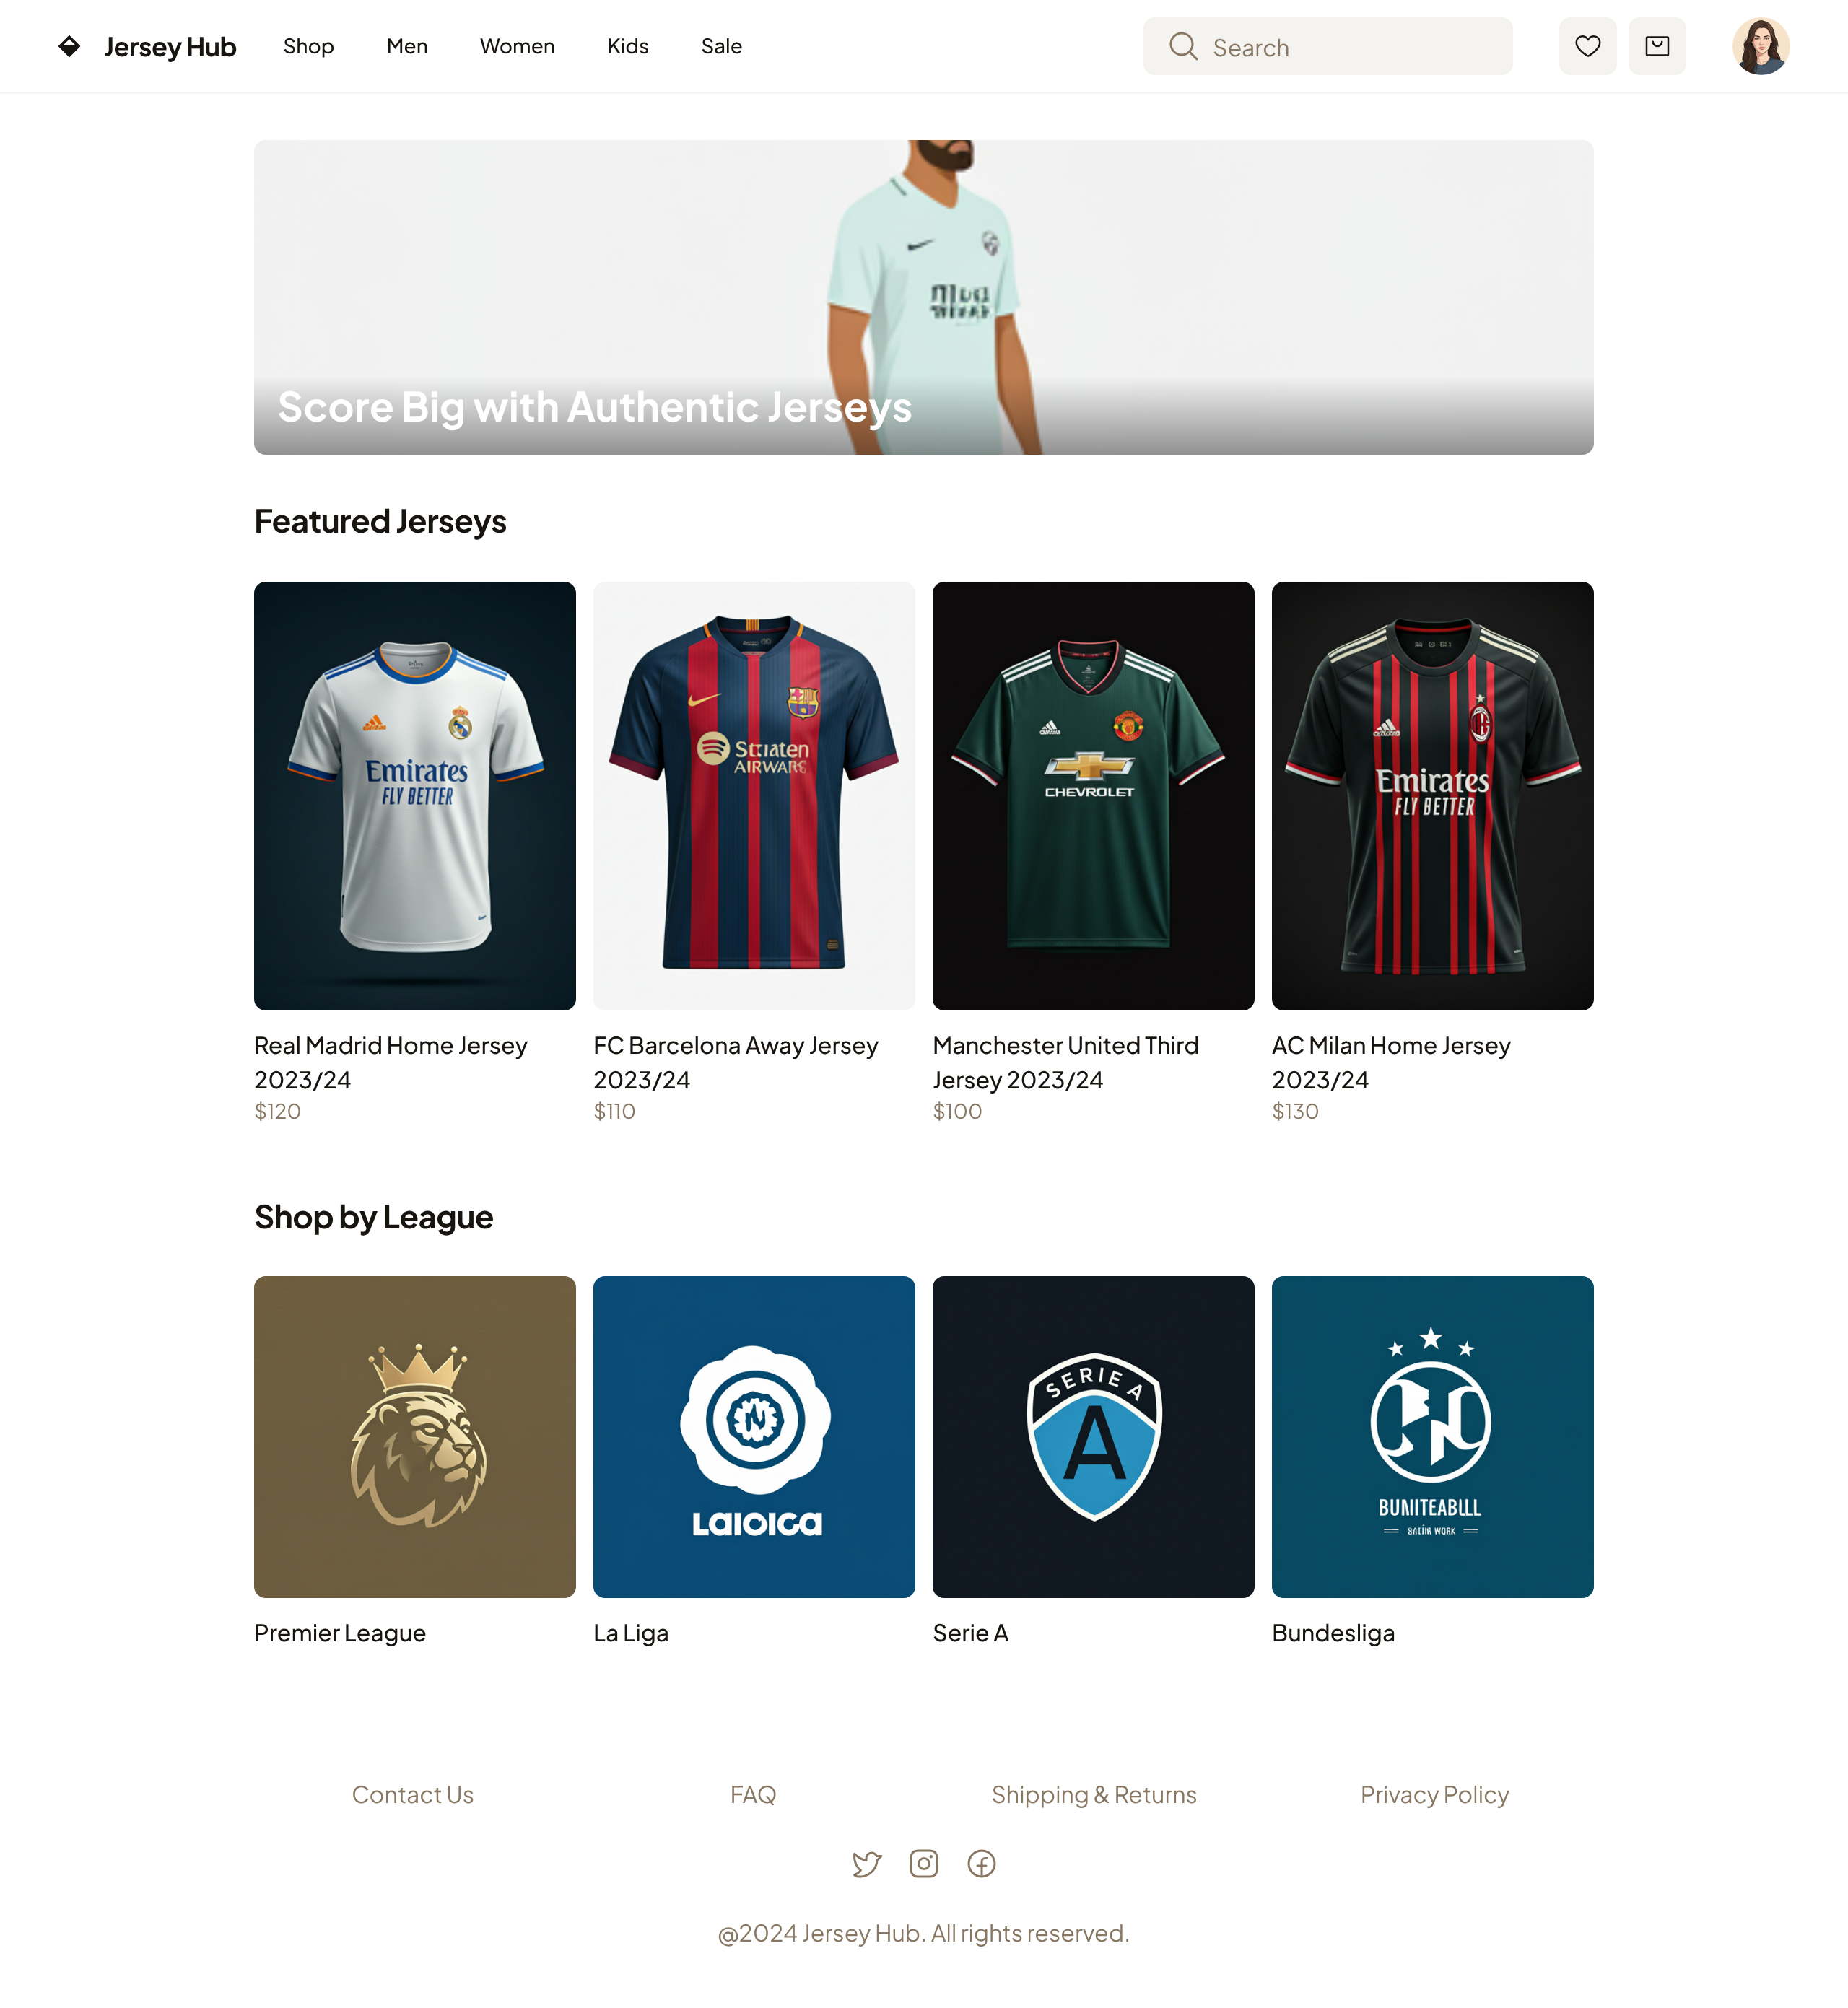 Jersey Hub
Shop
Men
Women
Kids
Sale
Search
Score Big with Authentic Jerseys
Featured Jerseys
Emirates
FLY BETTER
CHEVROLET
Emirates
FLY BETTER
Real Madrid Home Jersey
2023/24
$120
FC Barcelona Away Jersey
2023/24
$110
Manchester United Third
Jersey 2023/24
$100
AC Milan Home Jersey
2023/24
$130
Shop by League
LaIOICa
SERIE A
A
BUNITEABLLL
SALIM WORK
Premier League
La Liga
Serie A
Bundesliga
Contact Us
FAQ
Shipping & Returns
Privacy Policy
@2024 Jersey Hub. All rights reserved.